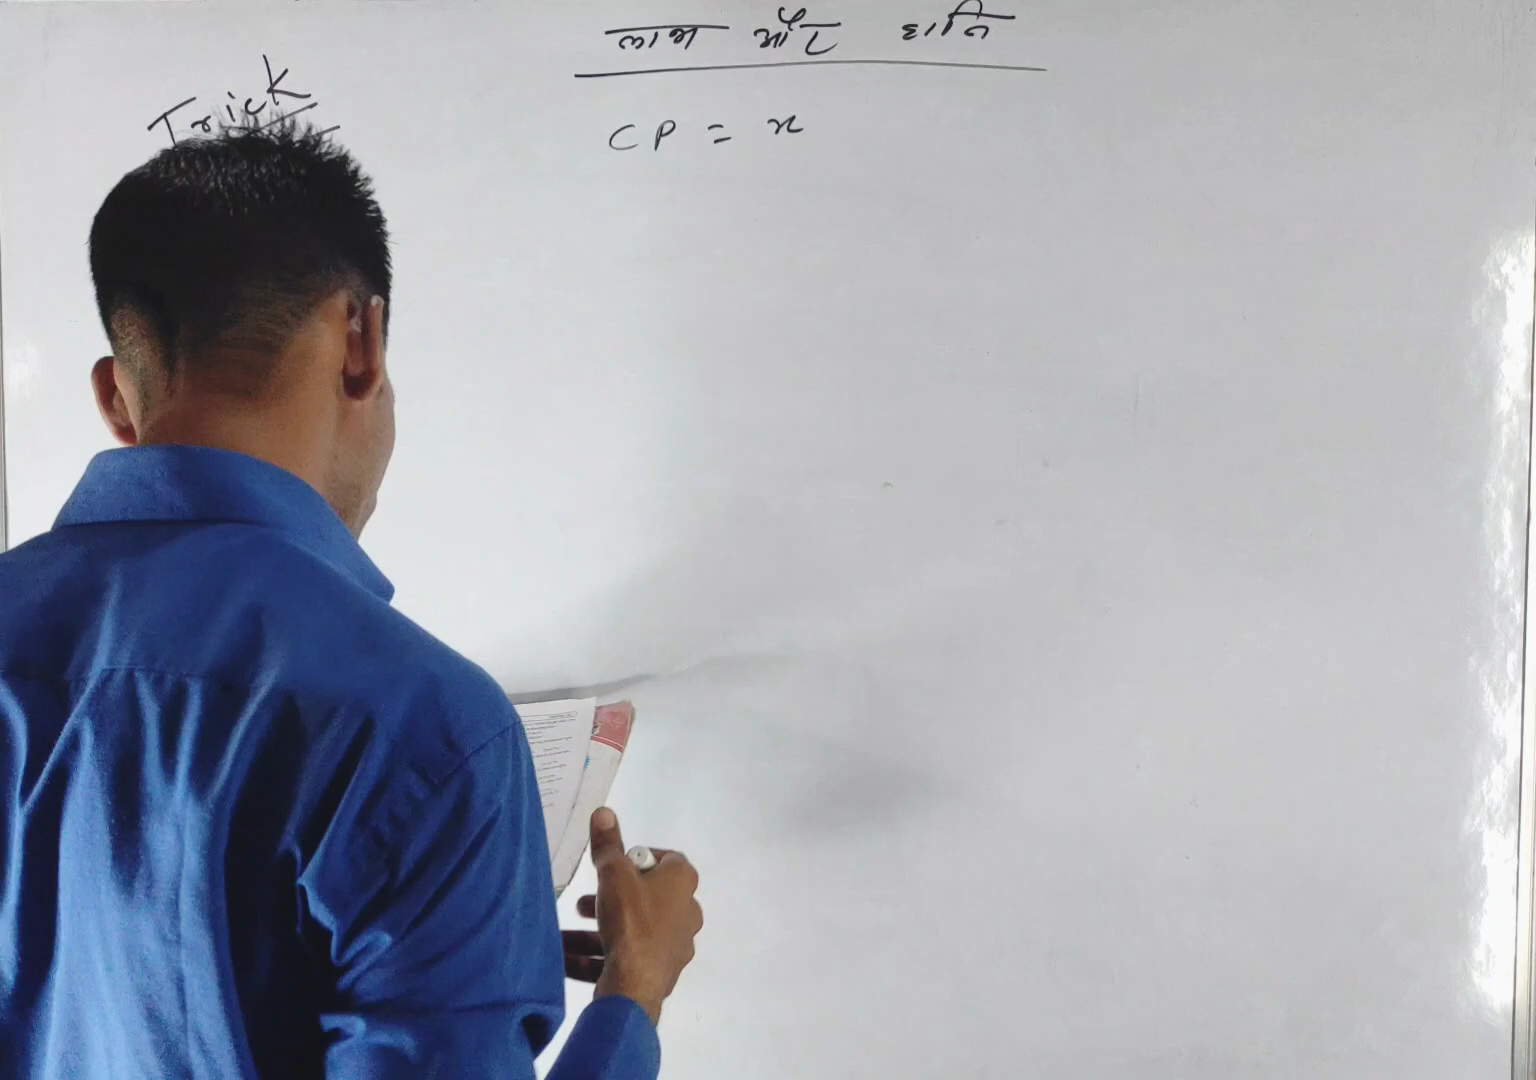 लाभ और हानि
Trick
CP = x